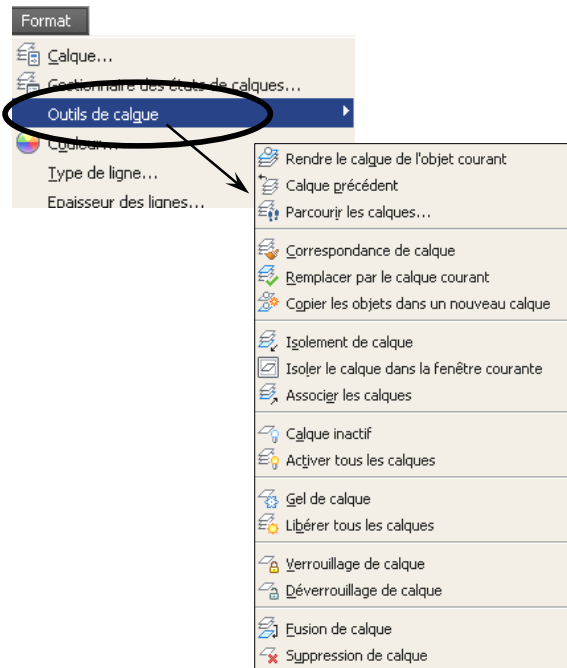 Format
Calque...
Gestionnaire des états de calques...
Outils de calque
Couleur...
Type de ligne...
Epaisseur des lignes...
Rendre le calque de l'objet courant
Calque précédent
Parcourir les calques...
Correspondance de calque
Remplacer par le calque courant
Copier les objets dans un nouveau calque
Isolement de calque
Isoler le calque dans la fenêtre courante
Associer les calques
Calque inactif
Activer tous les calques
Gel de calque
Libérer tous les calques
Verrouillage de calque
Déverrouillage de calque
Fusion de calque
Suppression de calque